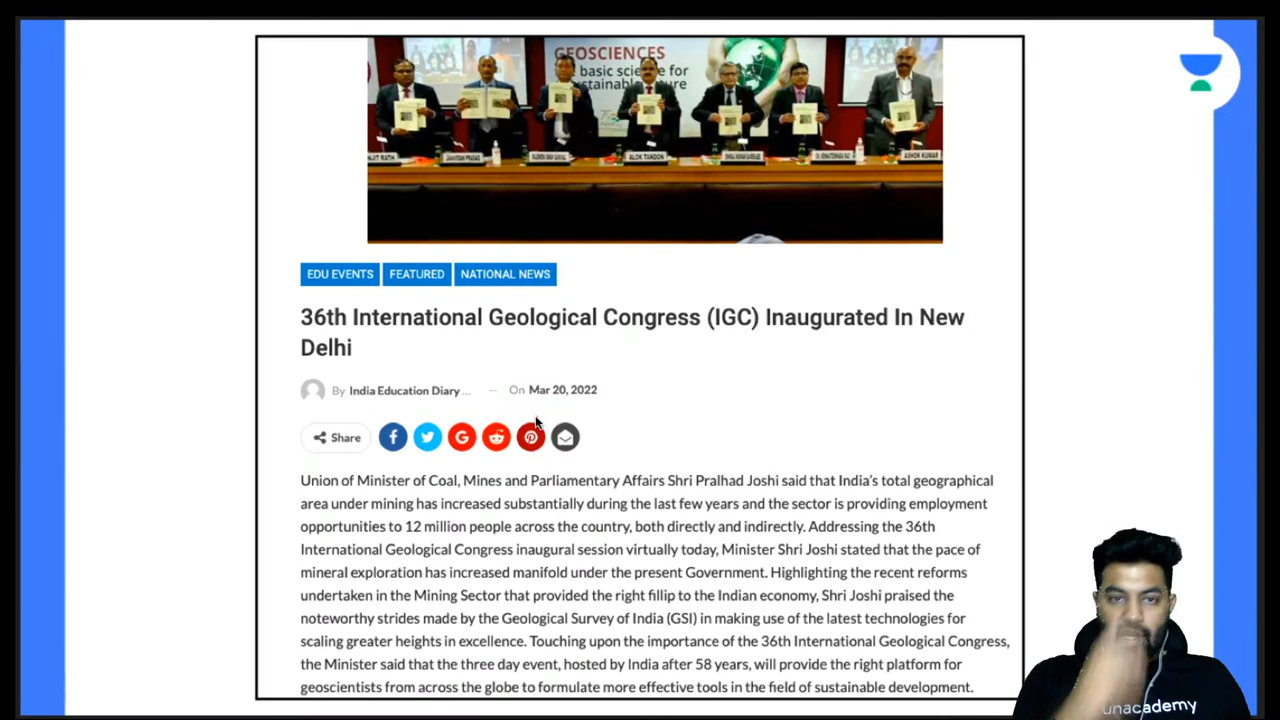 GEOSCIENCES
basic science for
sustainable future
JANARDAN PRASAD
ALOK TANDON
ASHOK KUMAR
EDU EVENTS FEATURED NATIONAL NEWS
36th International Geological Congress (IGC) Inaugurated In New
Delhi
By India Education Diary ... — On Mar 20, 2022
Share
Union of Minister of Coal, Mines and Parliamentary Affairs Shri Pralhad Joshi said that India's total geographical
area under mining has increased substantially during the last few years and the sector is providing employment
opportunities to 12 million people across the country, both directly and indirectly. Addressing the 36th
International Geological Congress inaugural session virtually today, Minister Shri Joshi stated that the pace of
mineral exploration has increased manifold under the present Government. Highlighting the recent reforms
undertaken in the Mining Sector that provided the right fillip to the Indian economy, Shri Joshi praised the
noteworthy strides made by the Geological Survey of India (GSI) in making use of the latest technologies for
scaling greater heights in excellence. Touching upon the importance of the 36th International Geological Congress,
the Minister said that the three day event, hosted by India after 58 years, will provide the right platform for
geoscientists from across the globe to formulate more effective tools in the field of sustainable development.
unacademy